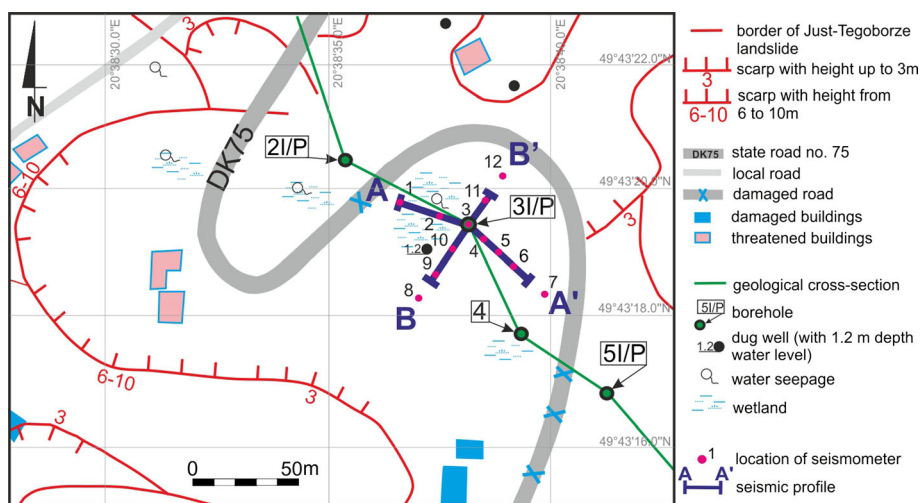 20°38'30"E
20°38'35"E
20°38'40"E
49°43'22.0"N
49°43'20.0"N
49°43'18.0"N
49°43'16.0"N
N
3
DK75
2I/P
A
1
2
3
11
12
B'
3I/P
10
1.2
9
4
5
6
7
8
B
A'
4
5I/P
6-10
3
6-10
3
3
0
50m
border of Just-Tegoborze
landslide
3
scarp with height up to 3m
6-10
scarp with height from
6 to 10m
DK75
state road no. 75
local road
damaged road
damaged buildings
threatened buildings
geological cross-section
5I/P
borehole
1.2
dug well (with 1.2 m depth
water level)
water seepage
wetland
1
location of seismometer
A A'
seismic profile